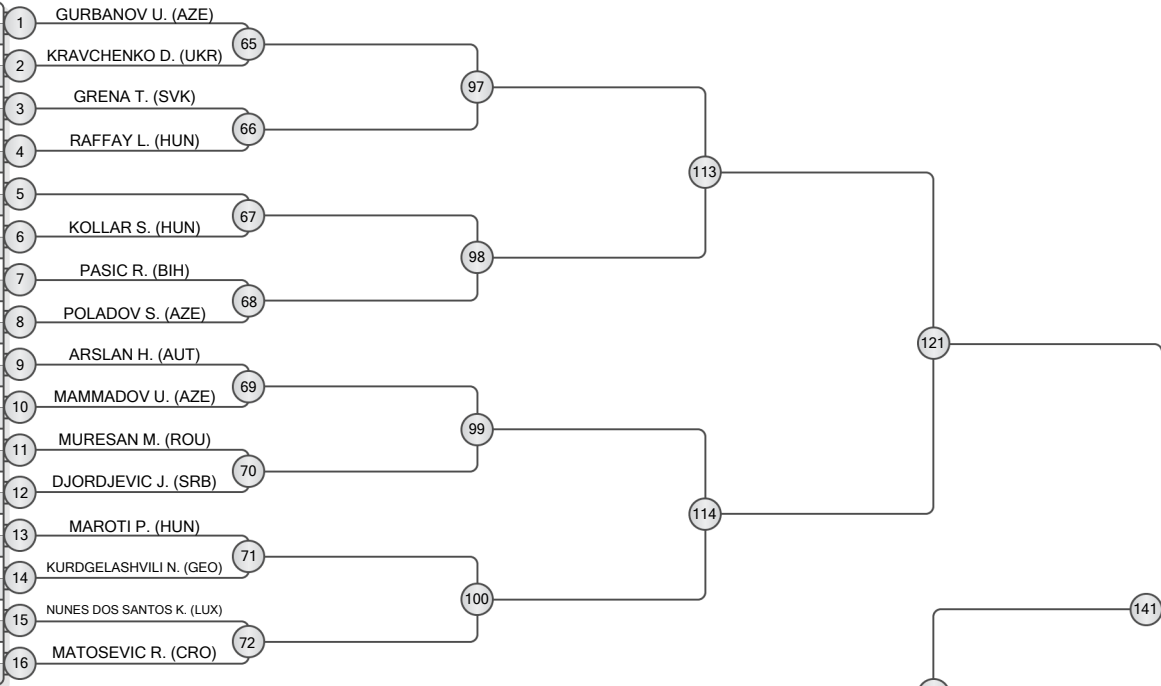 1 GURBANOV U. (AZE)
65
2 KRAVCHENKO D. (UKR)
97
3 GRENA T. (SVK)
66
4 RAFFAY L. (HUN)
113
5
67
6 KOLLAR S. (HUN)
98
7 PASIC R. (BIH)
68
8 POLADOV S. (AZE)
121
9 ARSLAN H. (AUT)
69
10 MAMMADOV U. (AZE)
99
11 MURESAN M. (ROU)
70
12 DJORDJEVIC J. (SRB)
114
13 MAROTI P. (HUN)
71
14 KURDGELASHVILI N. (GEO)
100
15 NUNES DOS SANTOS K. (LUX)
141
72
16 MATOSEVIC R. (CRO)